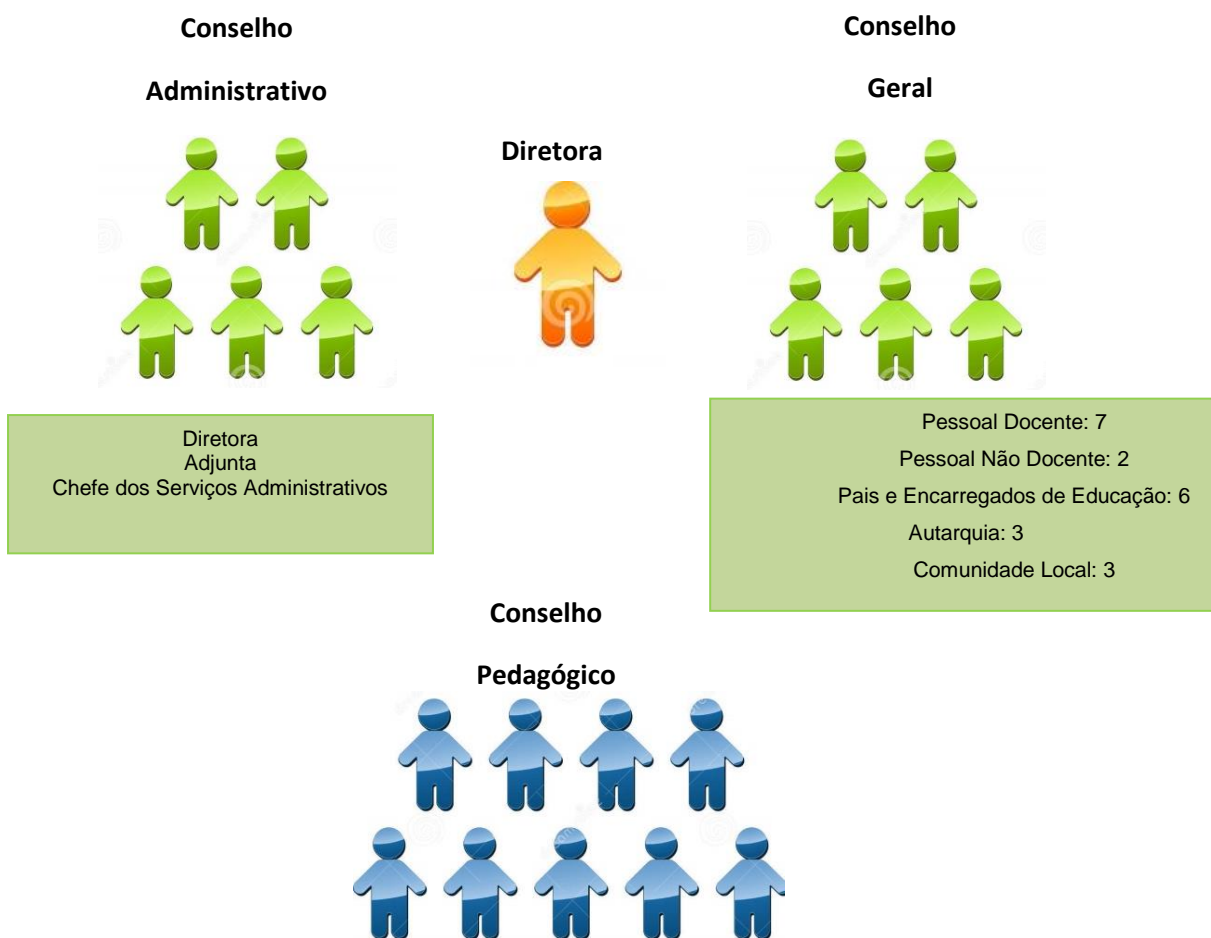 Conselho
Administrativo
Diretora
Conselho
Geral
Diretora
Adjunta
Chefe dos Serviços Administrativos
Pessoal Docente: 7
Pessoal Não Docente: 2
Pais e Encarregados de Educação: 6
Autarquia: 3
Comunidade Local: 3
Conselho
Pedagógico